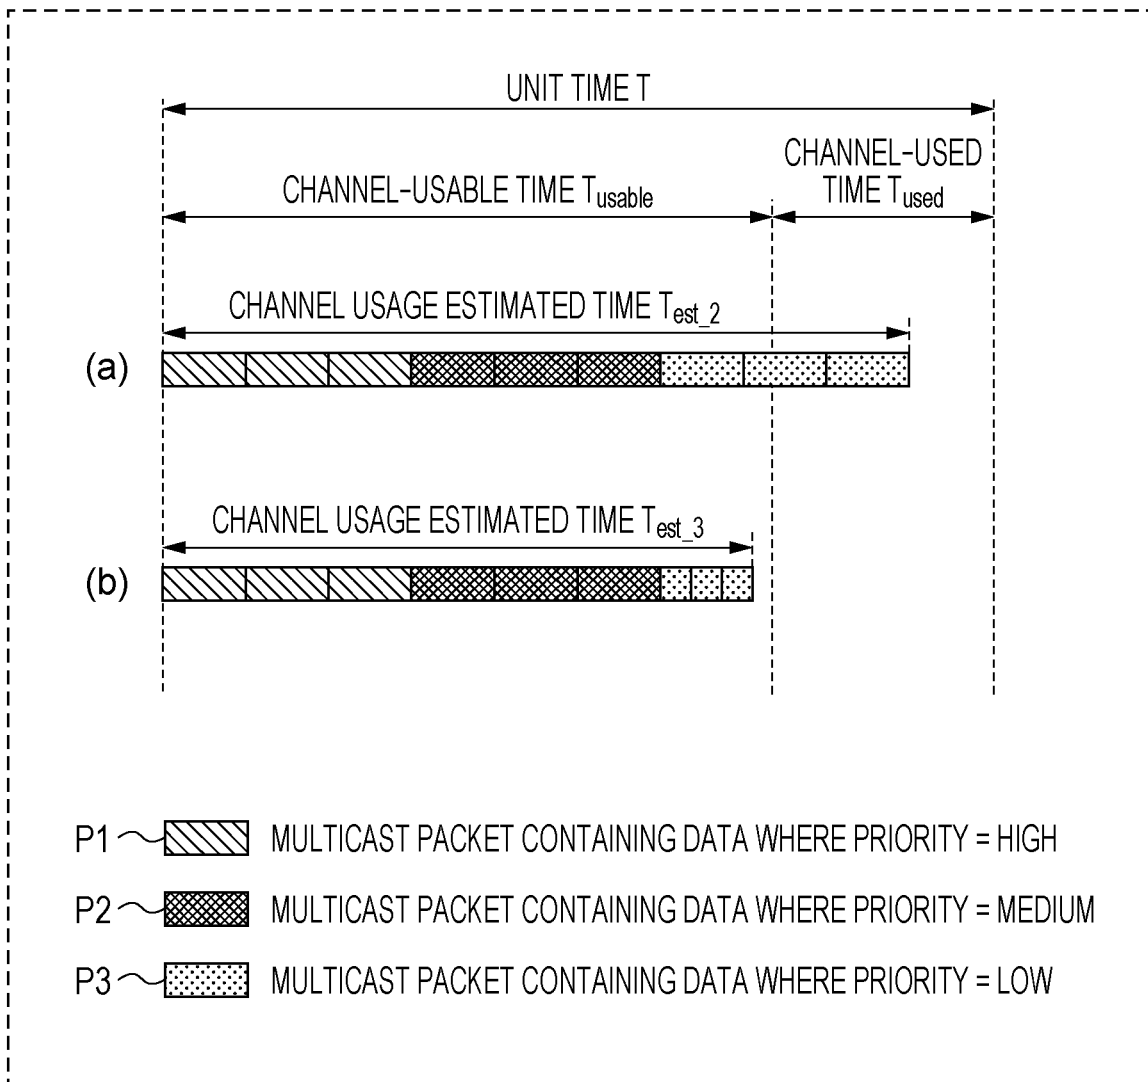 UNIT TIME T
CHANNEL-USED
TIME Tused
CHANNEL-USABLE TIME Tusable
CHANNEL USAGE ESTIMATED TIME Test_2
(a)
CHANNEL USAGE ESTIMATED TIME Test_3
(b)
P1 MULTICAST PACKET CONTAINING DATA WHERE PRIORITY = HIGH
P2 MULTICAST PACKET CONTAINING DATA WHERE PRIORITY = MEDIUM
P3 MULTICAST PACKET CONTAINING DATA WHERE PRIORITY = LOW